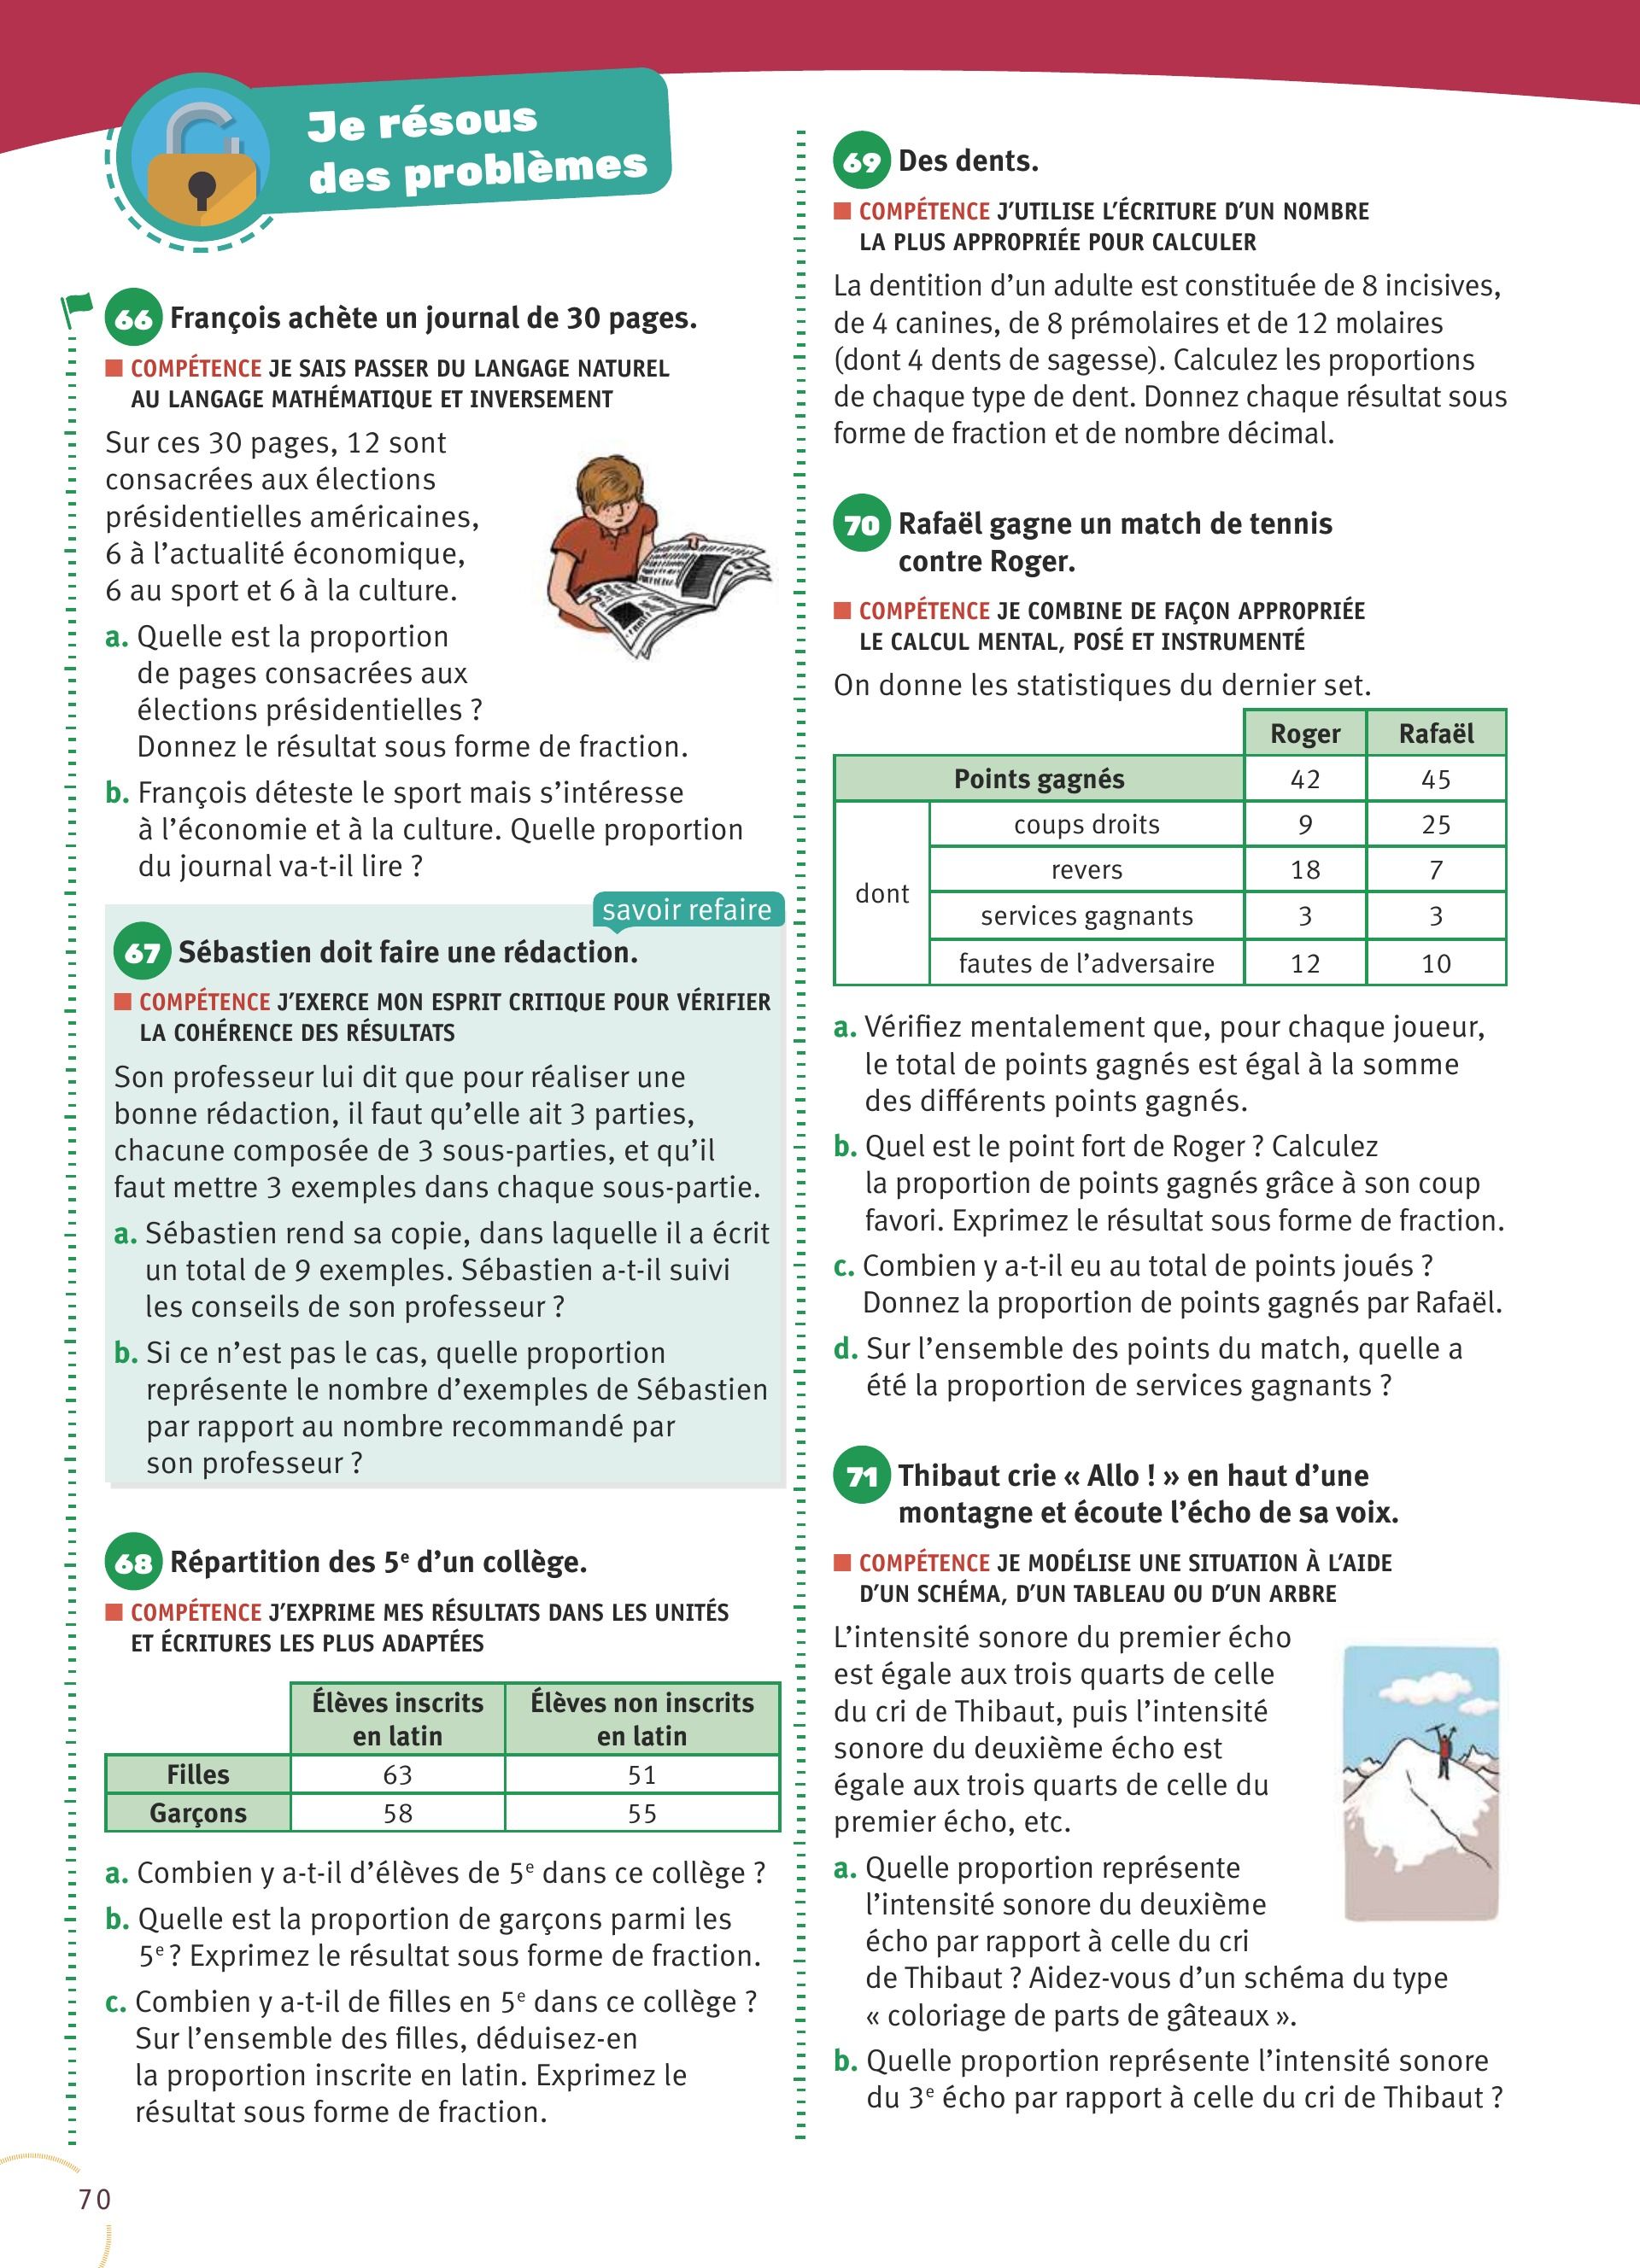 Je résous
des problèmes
66 François achète un journal de 30 pages.
COMPÉTENCE JE SAIS PASSER DU LANGAGE NATUREL
AU LANGAGE MATHÉMATIQUE ET INVERSEMENT
Sur ces 30 pages, 12 sont
consacrées aux élections
présidentielles américaines,
6 à l’actualité économique,
6 au sport et 6 à la culture.
a. Quelle est la proportion
de pages consacrées aux
élections présidentielles ?
Donnez le résultat sous forme de fraction.
b. François déteste le sport mais s’intéresse
à l’économie et à la culture. Quelle proportion
du journal va-t-il lire ?
savoir refaire
67 Sébastien doit faire une rédaction.
COMPÉTENCE J’EXERCE MON ESPRIT CRITIQUE POUR VÉRIFIER
LA COHÉRENCE DES RÉSULTATS
Son professeur lui dit que pour réaliser une
bonne rédaction, il faut qu’elle ait 3 parties,
chacune composée de 3 sous-parties, et qu’il
faut mettre 3 exemples dans chaque sous-partie.
a. Sébastien rend sa copie, dans laquelle il a écrit
un total de 9 exemples. Sébastien a-t-il suivi
les conseils de son professeur ?
b. Si ce n’est pas le cas, quelle proportion
représente le nombre d’exemples de Sébastien
par rapport au nombre recommandé par
son professeur ?
68 Répartition des 5e d’un collège.
COMPÉTENCE J’EXPRIME MES RÉSULTATS DANS LES UNITÉS
ET ÉCRITURES LES PLUS ADAPTÉES
Élèves inscrits en latin Élèves non inscrits en latin
Filles 63 51
Garçons 58 55
a. Combien y a-t-il d’élèves de 5e dans ce collège ?
b. Quelle est la proportion de garçons parmi les
5e ? Exprimez le résultat sous forme de fraction.
c. Combien y a-t-il de filles en 5e dans ce collège ?
Sur l’ensemble des filles, déduisez-en
la proportion inscrite en latin. Exprimez le
résultat sous forme de fraction.
69 Des dents.
COMPÉTENCE J’UTILISE L’ÉCRITURE D’UN NOMBRE
LA PLUS APPROPRIÉE POUR CALCULER
La dentition d’un adulte est constituée de 8 incisives,
de 4 canines, de 8 prémolaires et de 12 molaires
(dont 4 dents de sagesse). Calculez les proportions
de chaque type de dent. Donnez chaque résultat sous
forme de fraction et de nombre décimal.
70 Rafaël gagne un match de tennis
contre Roger.
COMPÉTENCE JE COMBINE DE FAÇON APPROPRIÉE
LE CALCUL MENTAL, POSÉ ET INSTRUMENTÉ
On donne les statistiques du dernier set.
Roger Rafaël
Points gagnés 42 45
dont
coups droits 9 25
revers 18 7
services gagnants 3 3
fautes de l’adversaire 12 10
a. Vérifiez mentalement que, pour chaque joueur,
le total de points gagnés est égal à la somme
des différents points gagnés.
b. Quel est le point fort de Roger ? Calculez
la proportion de points gagnés grâce à son coup
favori. Exprimez le résultat sous forme de fraction.
c. Combien y a-t-il eu au total de points joués ?
Donnez la proportion de points gagnés par Rafaël.
d. Sur l’ensemble des points du match, quelle a
été la proportion de services gagnants ?
71 Thibaut crie « Allo ! » en haut d’une
montagne et écoute l’écho de sa voix.
COMPÉTENCE JE MODÉLISE UNE SITUATION À L’AIDE
D’UN SCHÉMA, D’UN TABLEAU OU D’UN ARBRE
L’intensité sonore du premier écho
est égale aux trois quarts de celle
du cri de Thibaut, puis l’intensité
sonore du deuxième écho est
égale aux trois quarts de celle du
premier écho, etc.
a. Quelle proportion représente
l’intensité sonore du deuxième
écho par rapport à celle du cri
de Thibaut ? Aidez-vous d’un schéma du type
« coloriage de parts de gâteaux ».
b. Quelle proportion représente l’intensité sonore
du 3e écho par rapport à celle du cri de Thibaut ?
70